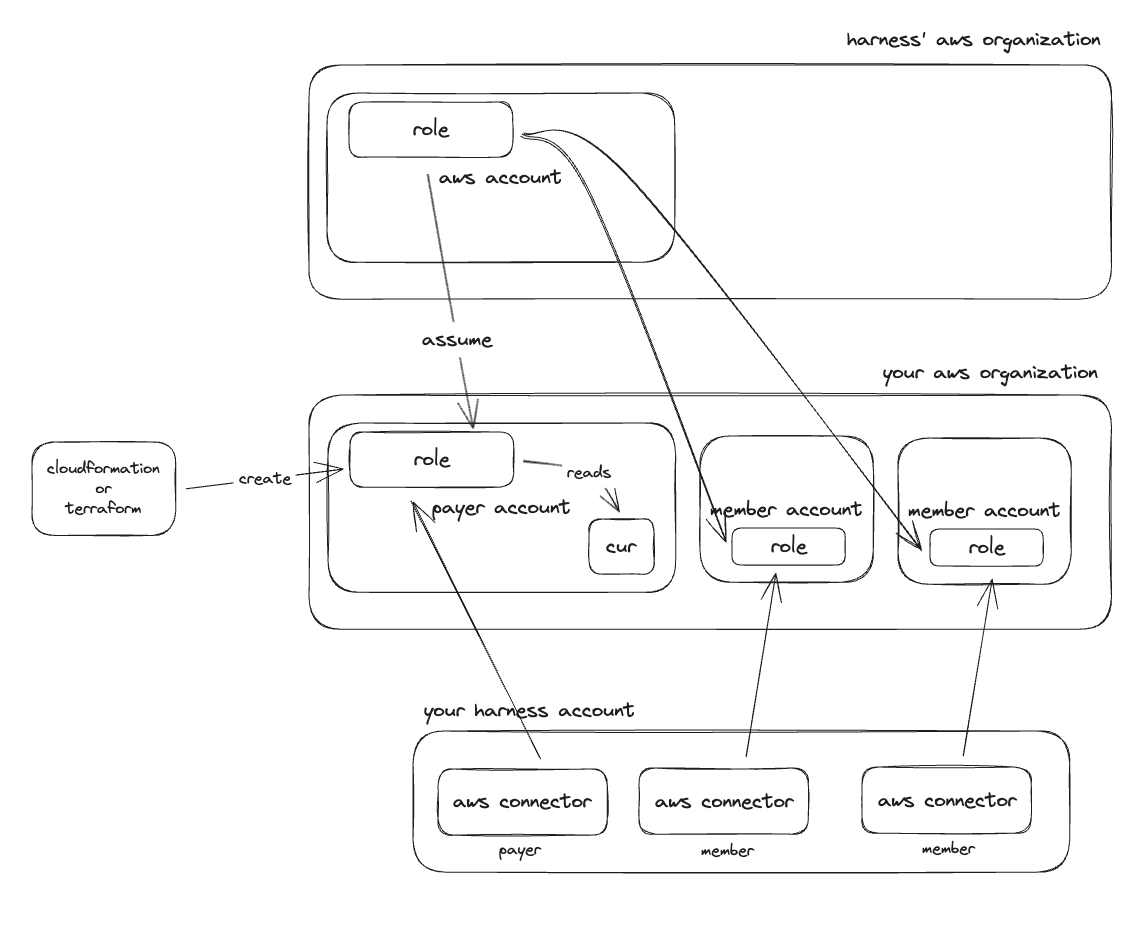 harness' aws organization
role
aws account
assume
your aws organization
cloudformation
or
terraform
create
role
reads
payer account
cur
member account
role
member account
role
your harness account
aws connector
payer
aws connector
member
aws connector
member